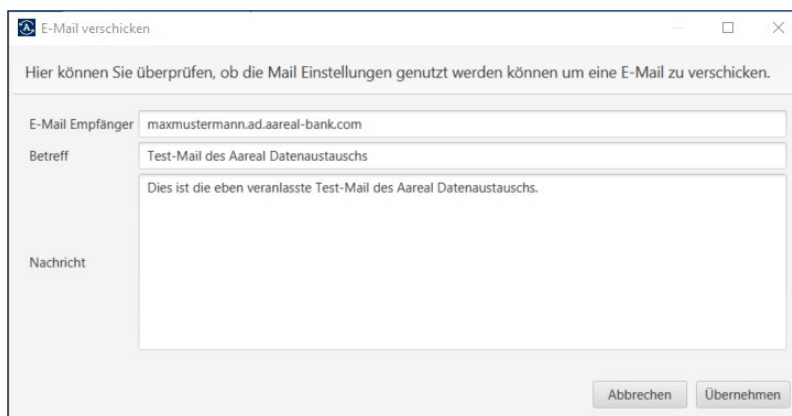 E-Mail verschicken
Hier können Sie überprüfen, ob die Mail Einstellungen genutzt werden können um eine E-Mail zu verschicken.
E-Mail Empfänger maxmustermann.ad.aareal-bank.com
Betreff Test-Mail des Aareal Datenaustauschs
Dies ist die eben veranlasste Test-Mail des Aareal Datenaustauschs.
Nachricht
Abbrechen Übernehmen